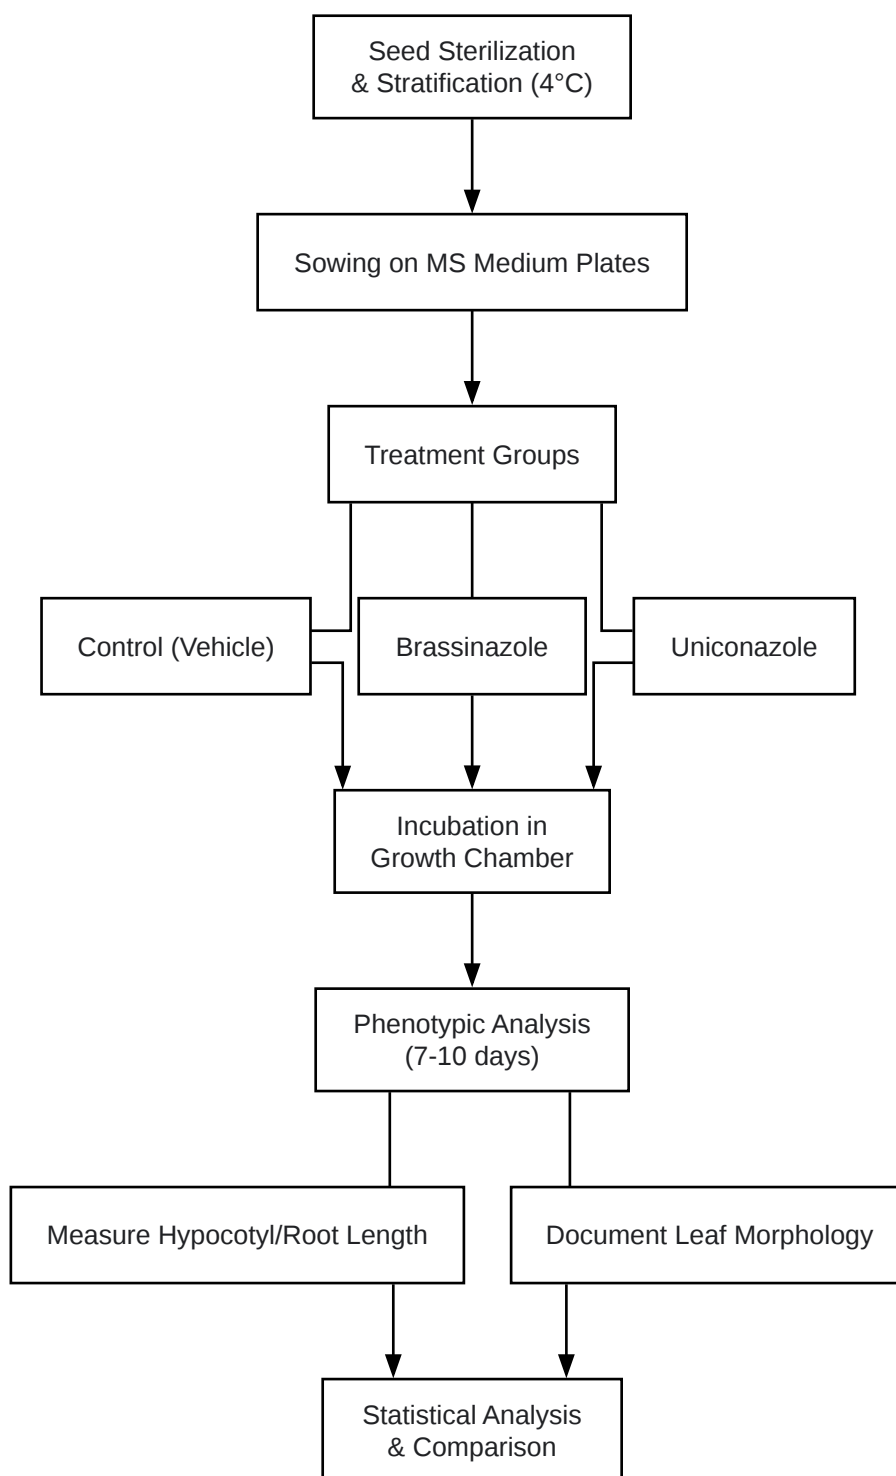 Seed Sterilization
& Stratification (4°C)
Sowing on MS Medium Plates
Treatment Groups
Control (Vehicle)
Brassinazole
Uniconazole
Incubation in
Growth Chamber
Phenotypic Analysis
(7-10 days)
Measure Hypocotyl/Root Length
Document Leaf Morphology
Statistical Analysis
& Comparison